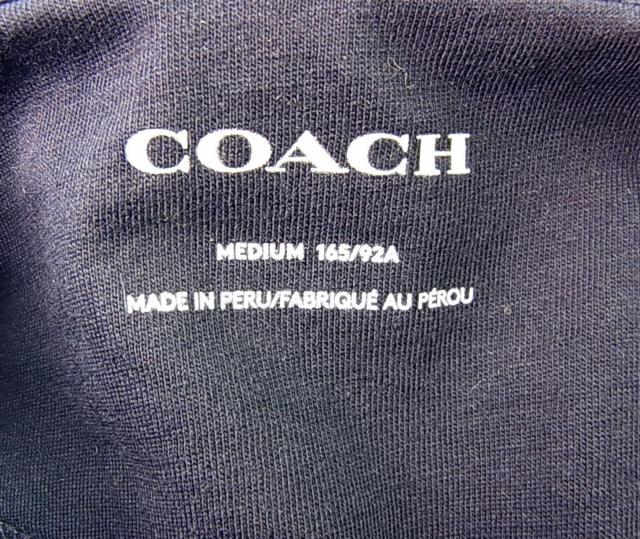 COACH
MEDIUM 165/92A
MADE IN PERU/FABRIQUÉ AU PÉROU